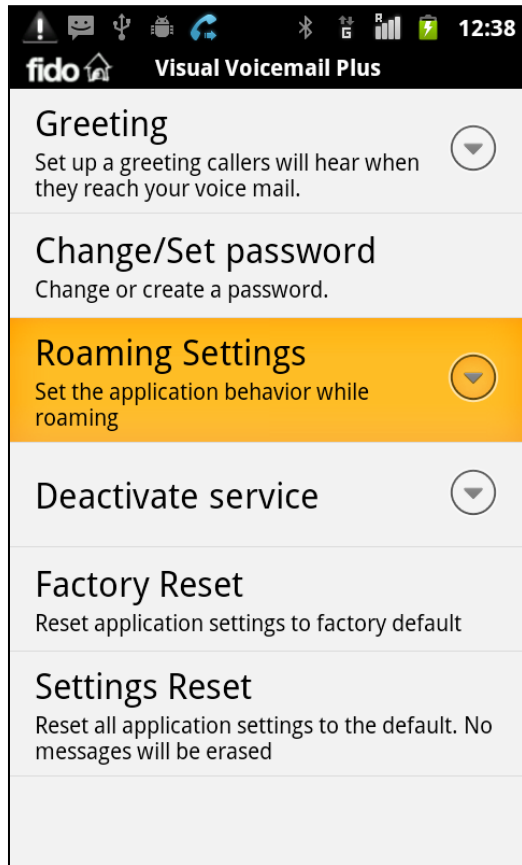 R
G
12:38
fido
Visual Voicemail Plus
Greeting
Set up a greeting callers will hear when
they reach your voice mail.
Change/Set password
Change or create a password.
Roaming Settings
Set the application behavior while
roaming
Deactivate service
Factory Reset
Reset application settings to factory default
Settings Reset
Reset all application settings to the default. No
messages will be erased